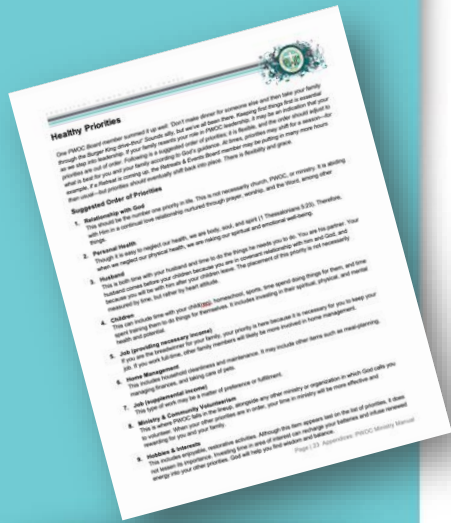 Healthy Priorities
One PWOC Board member summed it up well, 'Don't make dinner for someone else and then take your family
through the Burger King drive-thru!' Sounds silly, but we've all been there. Keeping first things first is essential
as we step into leadership. If your family resents your role in PWOC leadership, it may be an indication that your
priorities are out of order. Following is a suggested order of priorities; it is flexible, and the order should adjust to
what is best for you and your family according to God's guidance. At times, priorities may shift for a season—for
example, if a Retreat is coming up, the Retreats & Events Board member may be putting in many more hours
than usual—but priorities should eventually shift back into place. There is flexibility and grace.
Suggested Order of Priorities
1. Relationship with God
This should be the number one priority in life. This is not necessarily church, PWOC, or ministry. It is abiding
with Him in a continual love relationship nurtured through prayer, worship, and the Word, among other
things.
2. Personal Health
Though it is easy to neglect our health, we are body, soul, and spirit (1 Thessalonians 5:23). Therefore,
when we neglect our physical health, we are risking our spiritual and emotional well-being.
3. Husband
This is both time with your husband and time to do the things he needs you to do. You are his partner. Your
husband comes before your children because you are in covenant relationship with him and God, and
because you will be with him after your children leave. The placement of this priority is not necessarily
measured by time, but rather by heart attitude.
4. Children
This can include time with your children, homeschool, sports, time spend doing things for them, and time
spent training them to do things for themselves. It includes investing in their spiritual, physical, and mental
health and potential.
5. Job (providing necessary income)
If you are the breadwinner for your family, your priority is here because it is necessary for you to keep your
job. If you work full-time, other family members will likely be more involved in home management.
6. Home Management
This includes household cleanliness and maintenance. It may include other items such as meal-planning,
managing finances, and taking care of pets.
7. Job (supplemental income)
This type of work may be a matter of preference or fulfillment.
8. Ministry & Community Volunteerism
This is where PWOC falls in the lineup, alongside any other ministry or organization in which God calls you
to volunteer. When your other priorities are in order, your time in ministry will be more effective and
rewarding for you and your family.
9. Hobbies & Interests
This includes enjoyable, restorative activities. Although this item appears last on the list of priorities, it does
not lessen its importance. Investing time in area of interest can recharge your batteries and infuse renewed
energy into your other priorities. God will help you find wisdom and balance.
Page | 23 Appendices: PWOC Ministry Manual